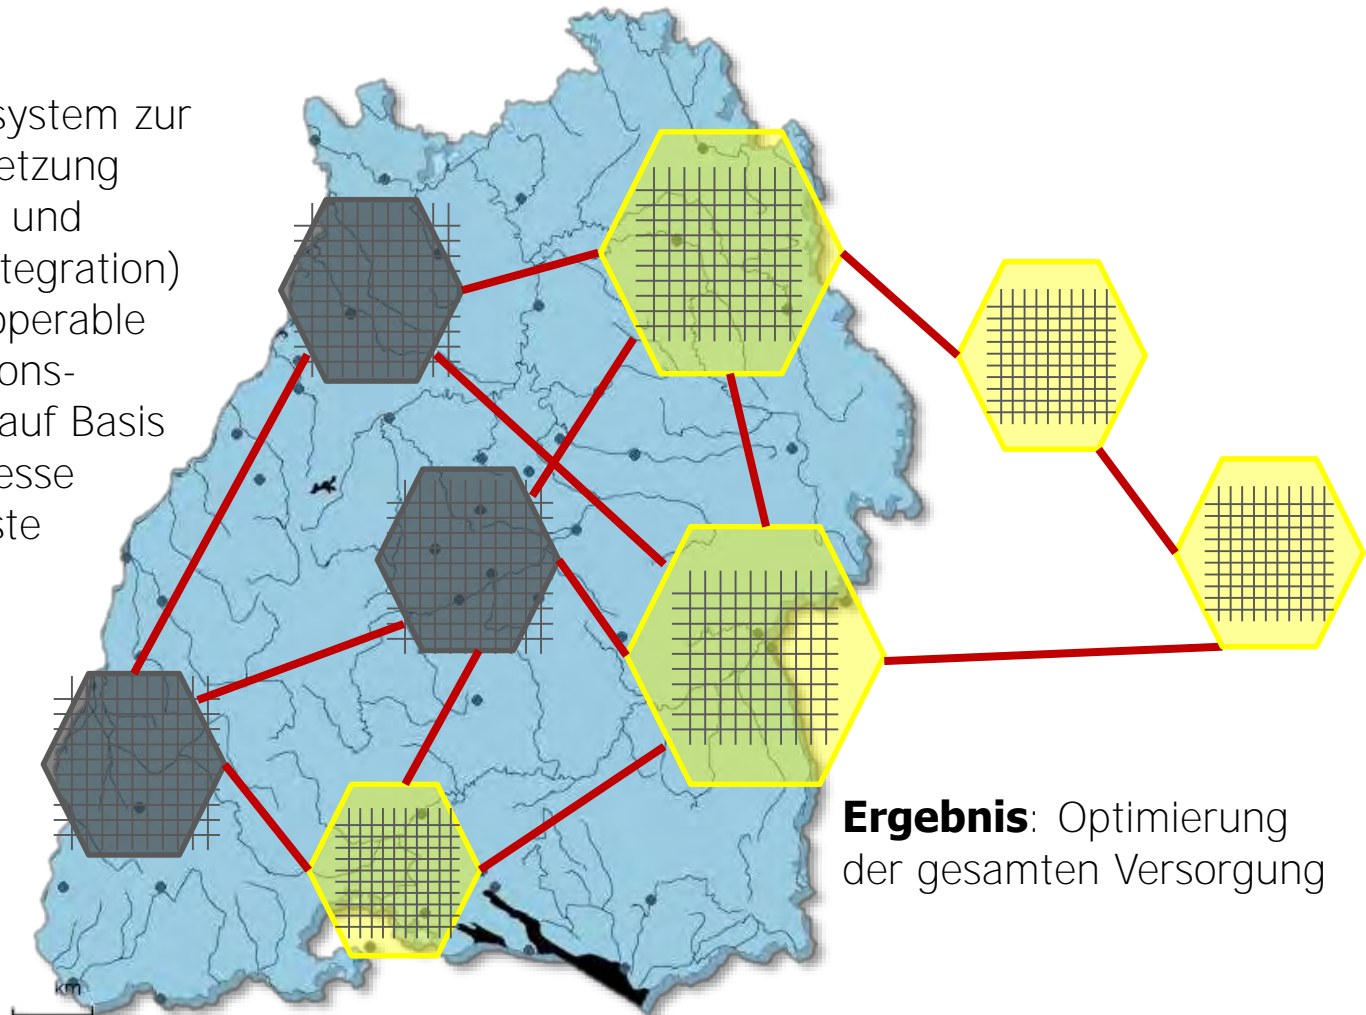 system zur
etzung
und
tegration)
operable
ons-
auf Basis
esse
ste
Ergebnis: Optimierung
der gesamten Versorgung
km